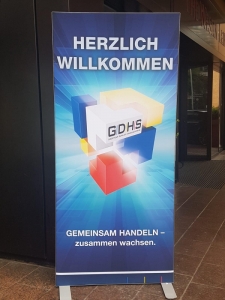 HERZLICH
WILLKOMMEN
GDHS
GEMEINSAM HANDELN –
zusammen wachsen.